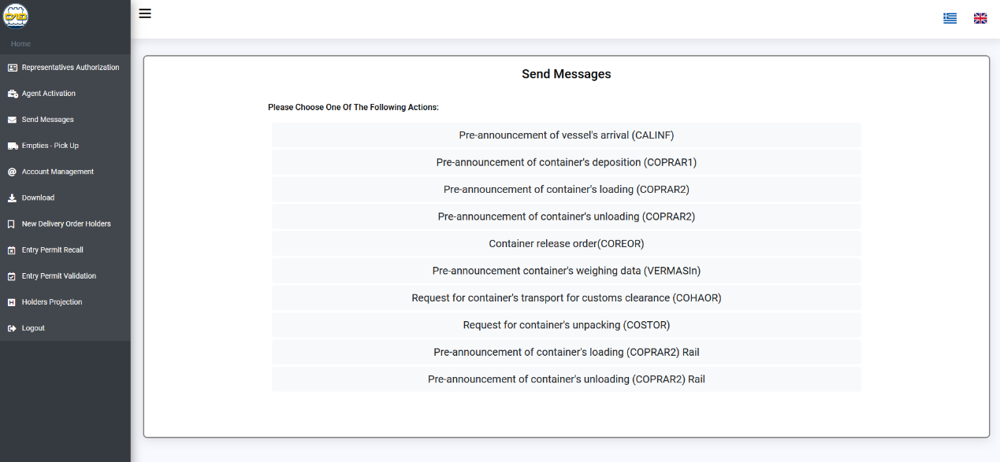 ΟΛΘ
Home
Representatives Authorization
Agent Activation
Send Messages
Empties - Pick Up
Account Management
Download
New Delivery Order Holders
Entry Permit Recall
Entry Permit Validation
Holders Projection
Logout
Send Messages
Please Choose One Of The Following Actions:
Pre-announcement of vessel's arrival (CALINF)
Pre-announcement of container's deposition (COPRAR1)
Pre-announcement of container's loading (COPRAR2)
Pre-announcement of container's unloading (COPRAR2)
Container release order(COREOR)
Pre-announcement container's weighing data (VERMASIn)
Request for container's transport for customs clearance (COHAOR)
Request for container's unpacking (COSTOR)
Pre-announcement of container's loading (COPRAR2) Rail
Pre-announcement of container's unloading (COPRAR2) Rail